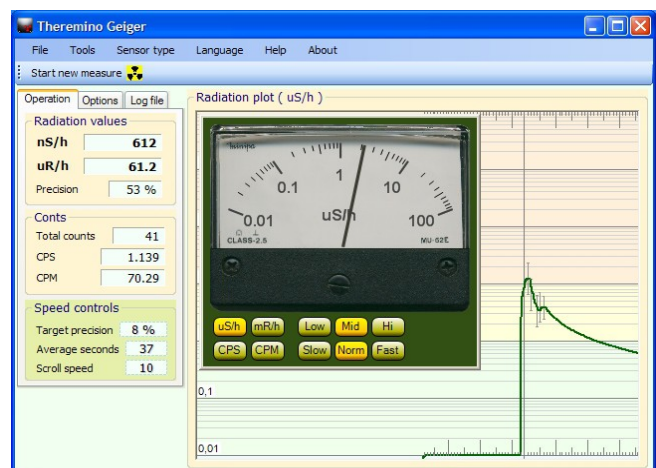 Theremino Geiger
File Tools Sensor type Language Help About
Start new measure
Operation Options Log file
Radiation values
nS/h 612
uR/h 61.2
Precision 53 %
Conts
Total counts 41
CPS 1.139
CPM 70.29
Speed controls
Target precision 8 %
Average seconds 37
Scroll speed 10
Radiation plot ( uS/h )
0.01 0.1 1 10 100
uS/h
CLASS-2.5 MU-52E
uS/h mR/h Low Mid Hi
CPS CPM Slow Norm Fast
0,1
0,01